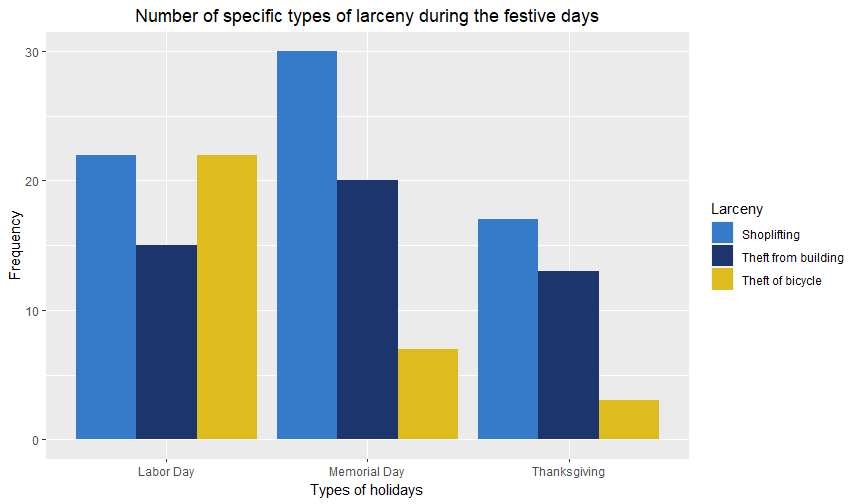 Number of specific types of larceny during the festive days
Frequency
30
20
10
0
Labor Day Memorial Day Thanksgiving
Types of holidays
Larceny
Shoplifting
Theft from building
Theft of bicycle